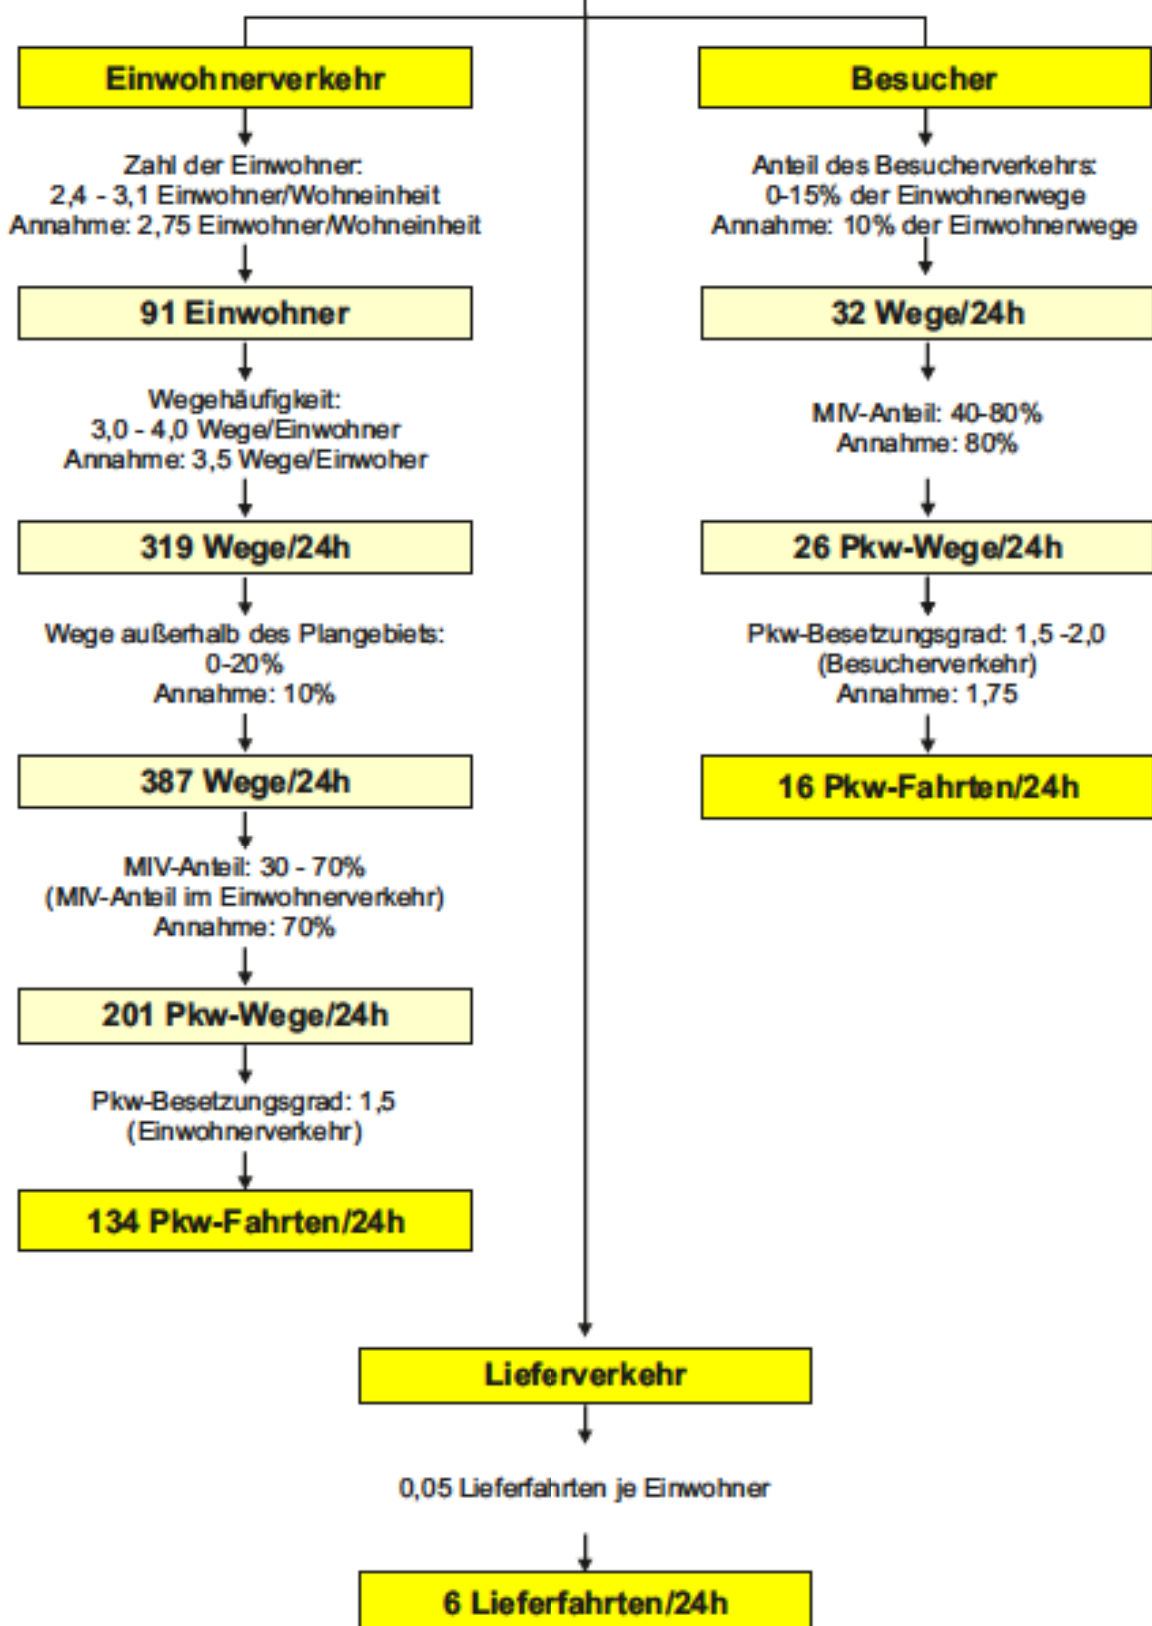 Einwohnerverkehr
Zahl der Einwohner:
2,4 - 3,1 Einwohner/Wohneinheit
Annahme: 2,75 Einwohner/Wohneinheit
91 Einwohner
Wegehäufigkeit:
3,0 - 4,0 Wege/Einwohner
Annahme: 3,5 Wege/Einwoher
319 Wege/24h
Wege außerhalb des Plangebiets:
0-20%
Annahme: 10%
387 Wege/24h
MIV-Anteil: 30 - 70%
(MIV-Anteil im Einwohnerverkehr)
Annahme: 70%
201 Pkw-Wege/24h
Pkw-Besetzungsgrad: 1,5
(Einwohnerverkehr)
134 Pkw-Fahrten/24h
Besucher
Anteil des Besucherverkehrs:
0-15% der Einwohnerwege
Annahme: 10% der Einwohnerwege
32 Wege/24h
MIV-Anteil: 40-80%
Annahme: 80%
26 Pkw-Wege/24h
Pkw-Besetzungsgrad: 1,5 -2,0
(Besucherverkehr)
Annahme: 1,75
16 Pkw-Fahrten/24h
Lieferverkehr
0,05 Lieferfahrten je Einwohner
6 Lieferfahrten/24h